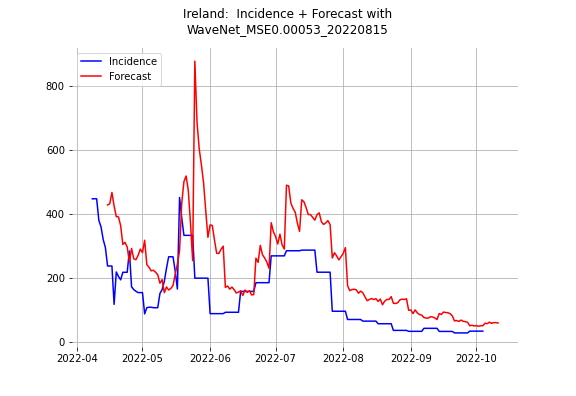 Ireland:  Incidence + Forecast with
WaveNet_MSE0.00053_20220815
Incidence
Forecast
800
600
400
200
0
2022-04 2022-05 2022-06 2022-07 2022-08 2022-09 2022-10